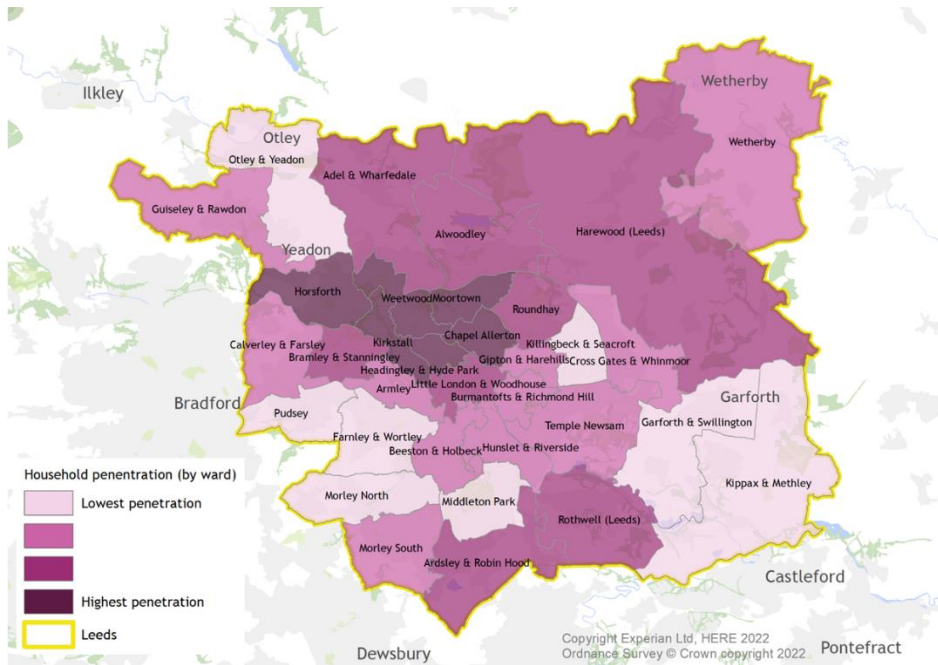 Ilkley
Otley
Otley & Yeadon
Wetherby
Wetherby
Adel & Wharfedale
Guiseley & Rawdon
Alwoodley
Harewood (Leeds)
Yeadon
Horsforth
Weetwood
Moortown
Roundhay
Chapel Allerton
Kirkstall
Calverley & Farsley
Killingbeck & Seacroft
Bramley & Stanningley
Gipton & Harehills
Cross Gates & Whinmoor
Headingley & Hyde Park
Little London & Woodhouse
Armley
Burmantofts & Richmond Hill
Bradford
Garforth
Pudsey
Temple Newsam
Garforth & Swillington
Farnley & Wortley
Beeston & Holbeck
Hunslet & Riverside
Kippax & Methley
Morley North
Middleton Park
Rothwell (Leeds)
Morley South
Ardsley & Robin Hood
Castleford
Dewsbury
Pontefract
Household penentration (by ward)
Lowest penetration
Highest penetration
Leeds
Copyright Experian Ltd, HERE 2022
Ordnance Survey © Crown copyright 2022